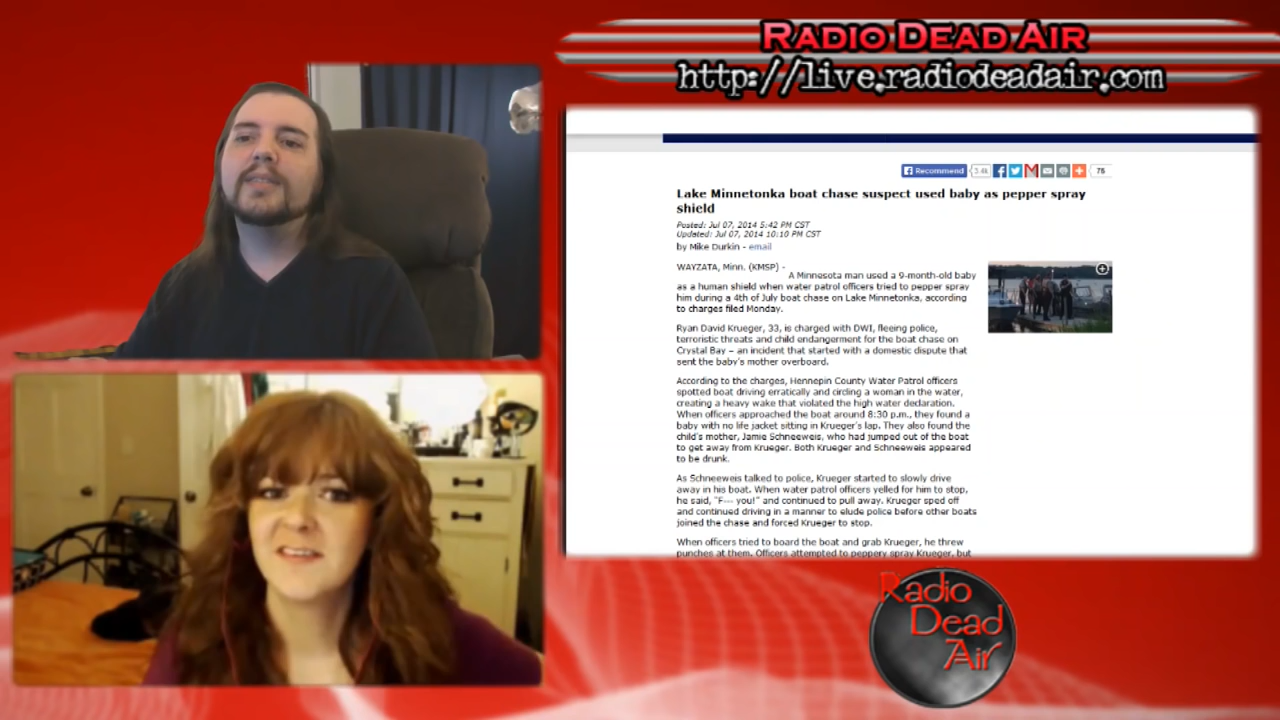 Radio Dead Air
http://live.radiodeadair.com
Recommend 3.4k 75
Lake Minnetonka boat chase suspect used baby as pepper spray
shield
Posted: Jul 07, 2014 5:42 PM CST
Updated: Jul 07, 2014 10:10 PM CST
by Mike Durkin - email
WAYZATA, Minn. (KMSP) -
A Minnesota man used a 9-month-old baby
as a human shield when water patrol officers tried to pepper spray
him during a 4th of July boat chase on Lake Minnetonka, according
to charges filed Monday.
Ryan David Krueger, 33, is charged with DWI, fleeing police,
terroristic threats and child endangerment for the boat chase on
Crystal Bay – an incident that started with a domestic dispute that
sent the baby's mother overboard.
According to the charges, Hennepin County Water Patrol officers
spotted boat driving erratically and circling a woman in the water,
creating a heavy wake that violated the high water declaration.
When officers approached the boat around 8:30 p.m., they found a
baby with no life jacket sitting in Krueger's lap. They also found the
child's mother, Jamie Schneeweis, who had jumped out of the boat
to get away from Krueger. Both Krueger and Schneeweis appeared
to be drunk.
As Schneeweis talked to police, Krueger started to slowly drive
away in his boat. When water patrol officers yelled for him to stop,
he said, "F--- you!" and continued to pull away. Krueger sped off
and continued driving in a manner to elude police before other boats
joined the chase and forced Krueger to stop.
When officers tried to board the boat and grab Krueger, he threw
punches at them. Officers attempted to peppery spray Krueger, but
Radio
Dead
Air